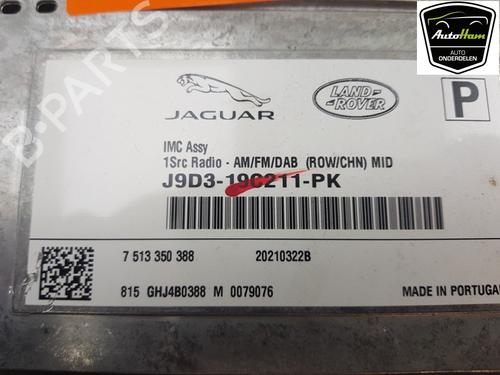 AutoHam
AUTO
ONDERDELEN
B-PARTS
JAGUAR
LAND-
ROVER
P
IMC Assy
1Src Radio - AM/FM/DAB (ROW/CHN) MID
J9D3-19C211-PK
7 513 350 388 20210322B
815 GHJ4B0388 M 0079076 MADE IN PORTUGAL